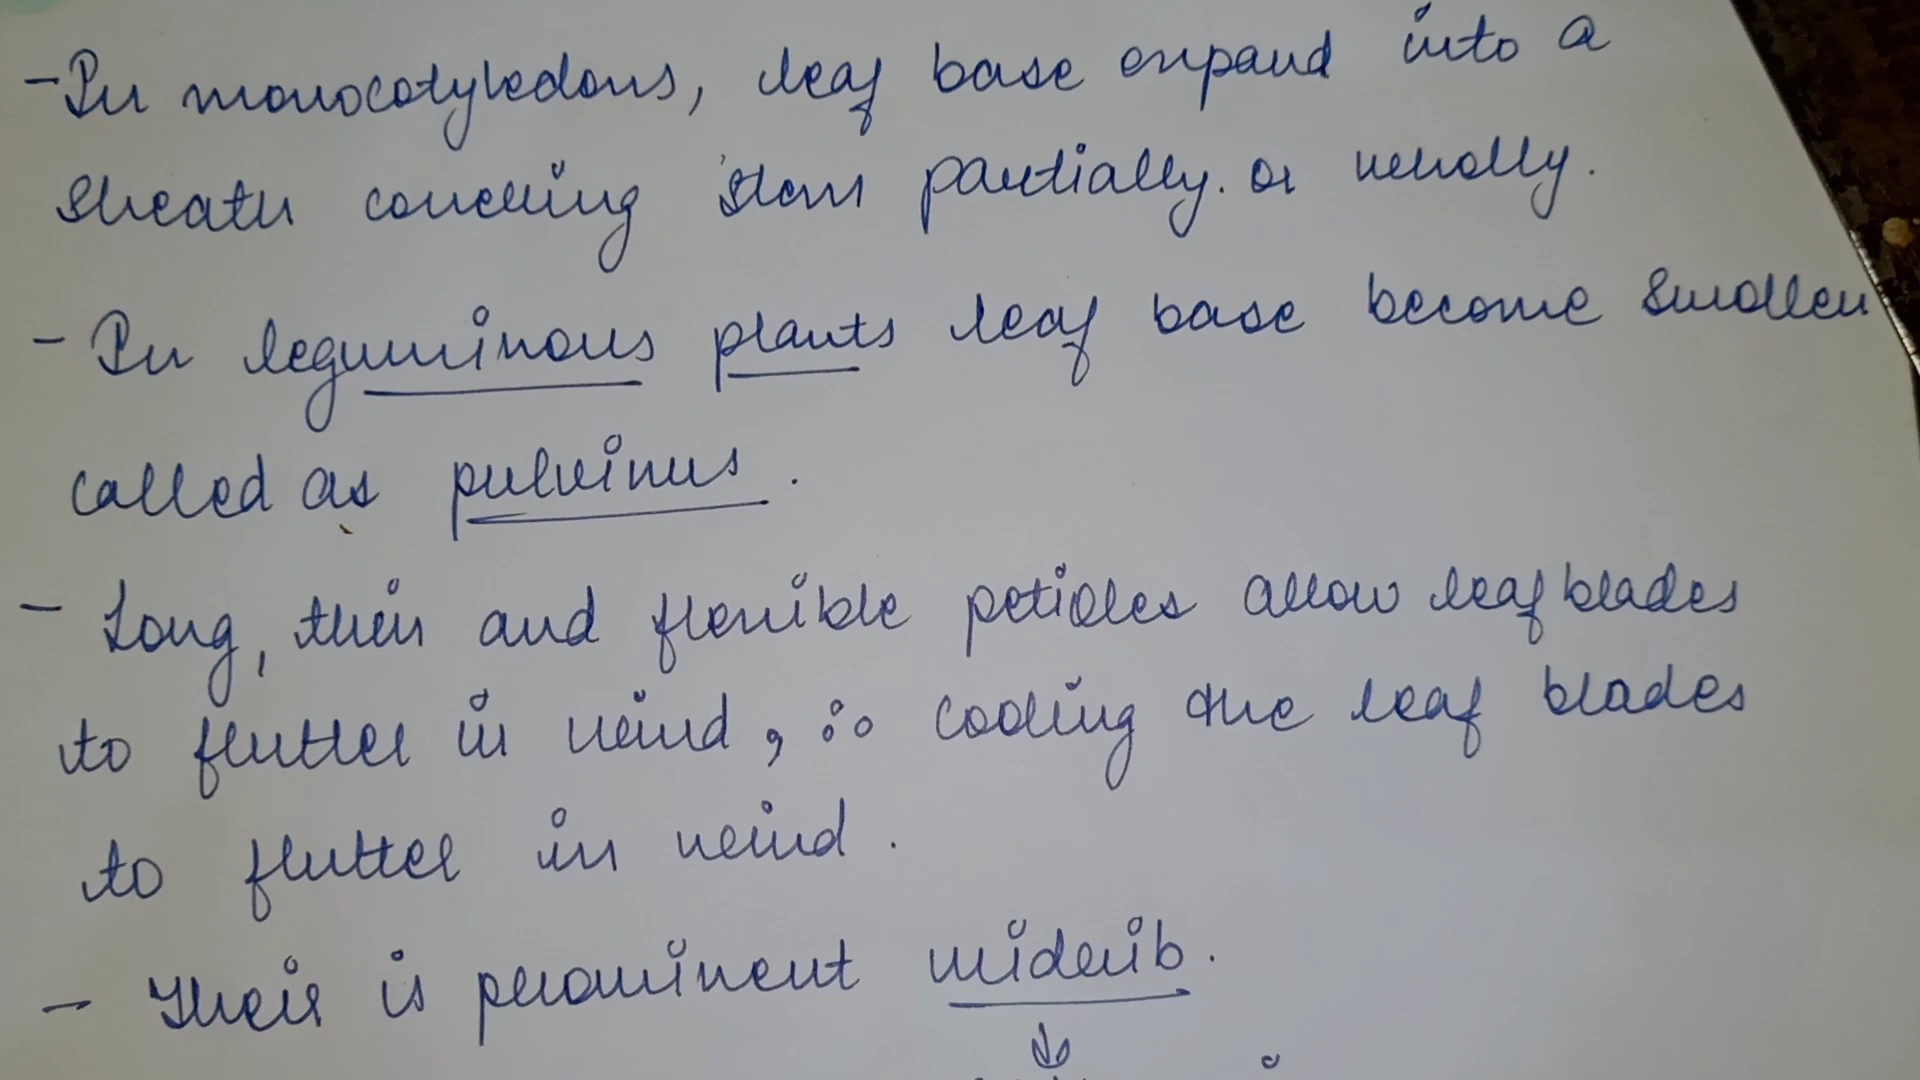 - In monocotyledons, leaf base expand into a
sheath covering stem partially. or wholly.
- In leguminous plants leaf base become swollen
called as pulvinus.
- Long, thin and flexible petioles allow leaf blades
to flutter in wind, ∴ cooling the leaf blades
to flutter in wind.
- Their is prominent midrib.
↓